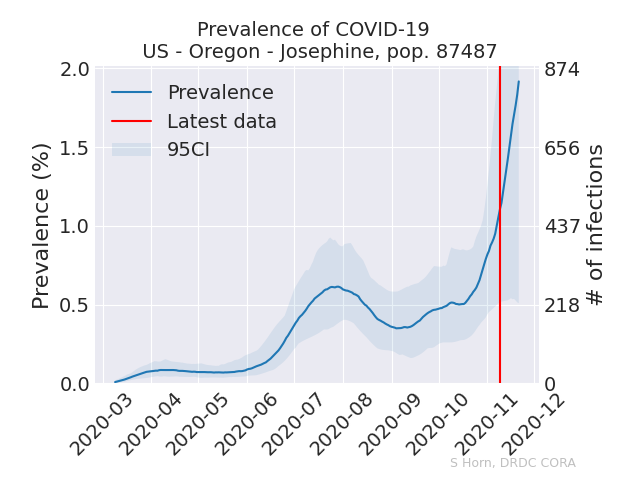 Prevalence of COVID-19
US - Oregon - Josephine, pop. 87487
Prevalence
Latest data
95CI
Prevalence (%)
2.0
1.5
1.0
0.5
0.0
874
656
437
218
0
# of infections
2020-03
2020-04
2020-05
2020-06
2020-07
2020-08
2020-09
2020-10
2020-11
2020-12
S Horn, DRDC CORA